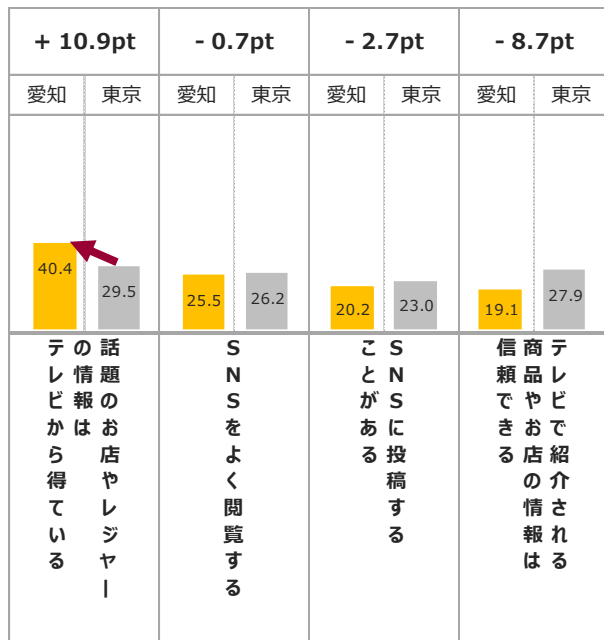 + 10.9pt
- 0.7pt
- 2.7pt
- 8.7pt
愛知
東京
愛知
東京
愛知
東京
愛知
東京
40.4
29.5
25.5
26.2
20.2
23.0
19.1
27.9
話題のお店やレジャー
の情報は
テレビから得ている
SNSをよく閲覧する
SNSに投稿する
ことがある
テレビで紹介される
商品やお店の情報は
信頼できる